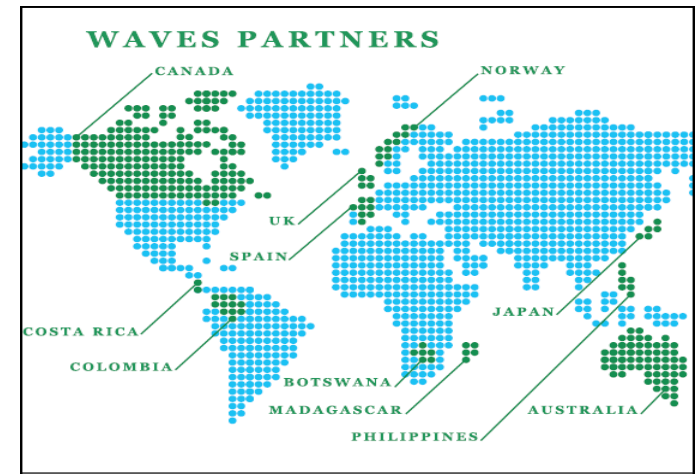 WAVES PARTNERS
CANADA
NORWAY
UK
SPAIN
JAPAN
COSTA RICA
COLOMBIA
BOTSWANA
MADAGASCAR
AUSTRALIA
PHILIPPINES